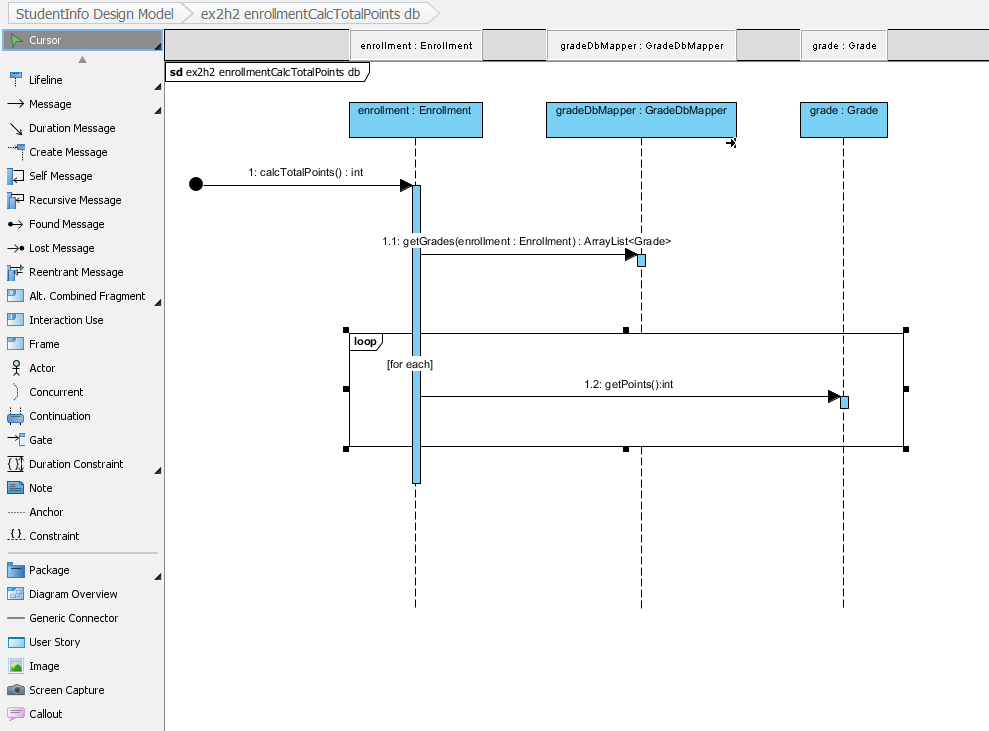 StudentInfo Design Model
ex2h2 enrollmentCalcTotalPoints db
Cursor
Lifeline
Message
Duration Message
Create Message
Self Message
Recursive Message
Found Message
Lost Message
Reentrant Message
Alt. Combined Fragment
Interaction Use
Frame
Actor
Concurrent
Continuation
Gate
Duration Constraint
Note
Anchor
Constraint
Package
Diagram Overview
Generic Connector
User Story
Image
Screen Capture
Callout
enrollment : Enrollment
gradeDbMapper : GradeDbMapper
grade : Grade
sd ex2h2 enrollmentCalcTotalPoints db
enrollment : Enrollment
gradeDbMapper : GradeDbMapper
grade : Grade
1: calcTotalPoints() : int
1.1: getGrades(enrollment : Enrollment) : ArrayList<Grade>
loop
[for each]
1.2: getPoints():int